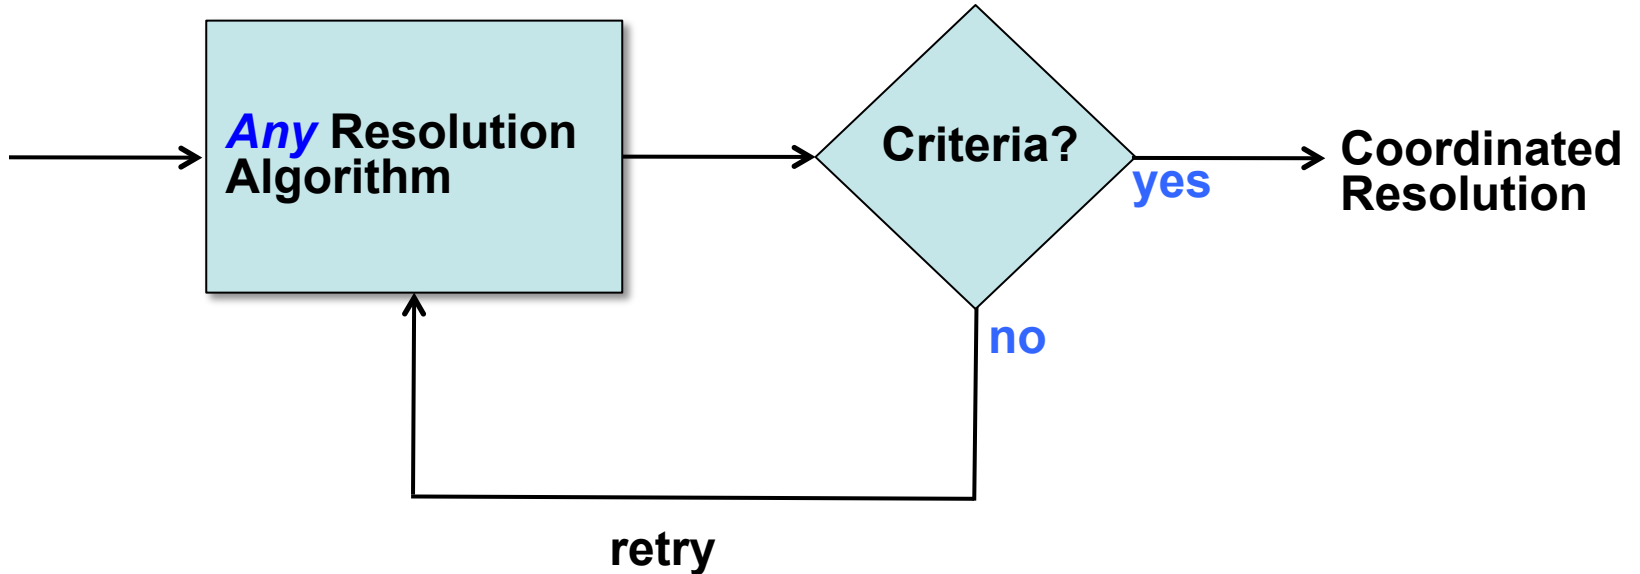 Any Resolution
Algorithm
Criteria?
yes
Coordinated
Resolution
no
retry